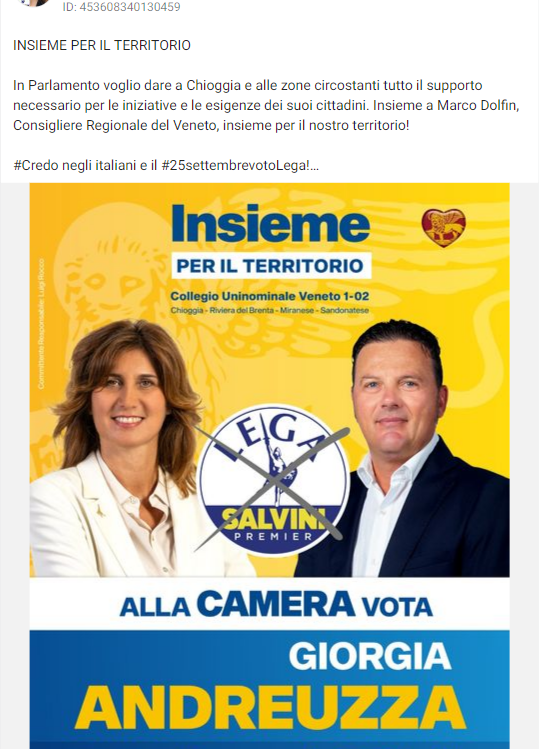 ID: 453608340130459
INSIEME PER IL TERRITORIO
In Parlamento voglio dare a Chioggia e alle zone circostanti tutto il supporto
necessario per le iniziative e le esigenze dei suoi cittadini. Insieme a Marco Dolfin,
Consigliere Regionale del Veneto, insieme per il nostro territorio!
#Credo negli italiani e il #25settembrevotoLega!...
Insieme
PER IL TERRITORIO
Collegio Uninominale Veneto 1-02
Chioggia - Riviera del Brenta - Miranese - Sandonatese
Committente Responsabile: Luigi Rocco
LEGA
SALVINI
PREMIER
ALLA CAMERA VOTA
GIORGIA
ANDREUZZA